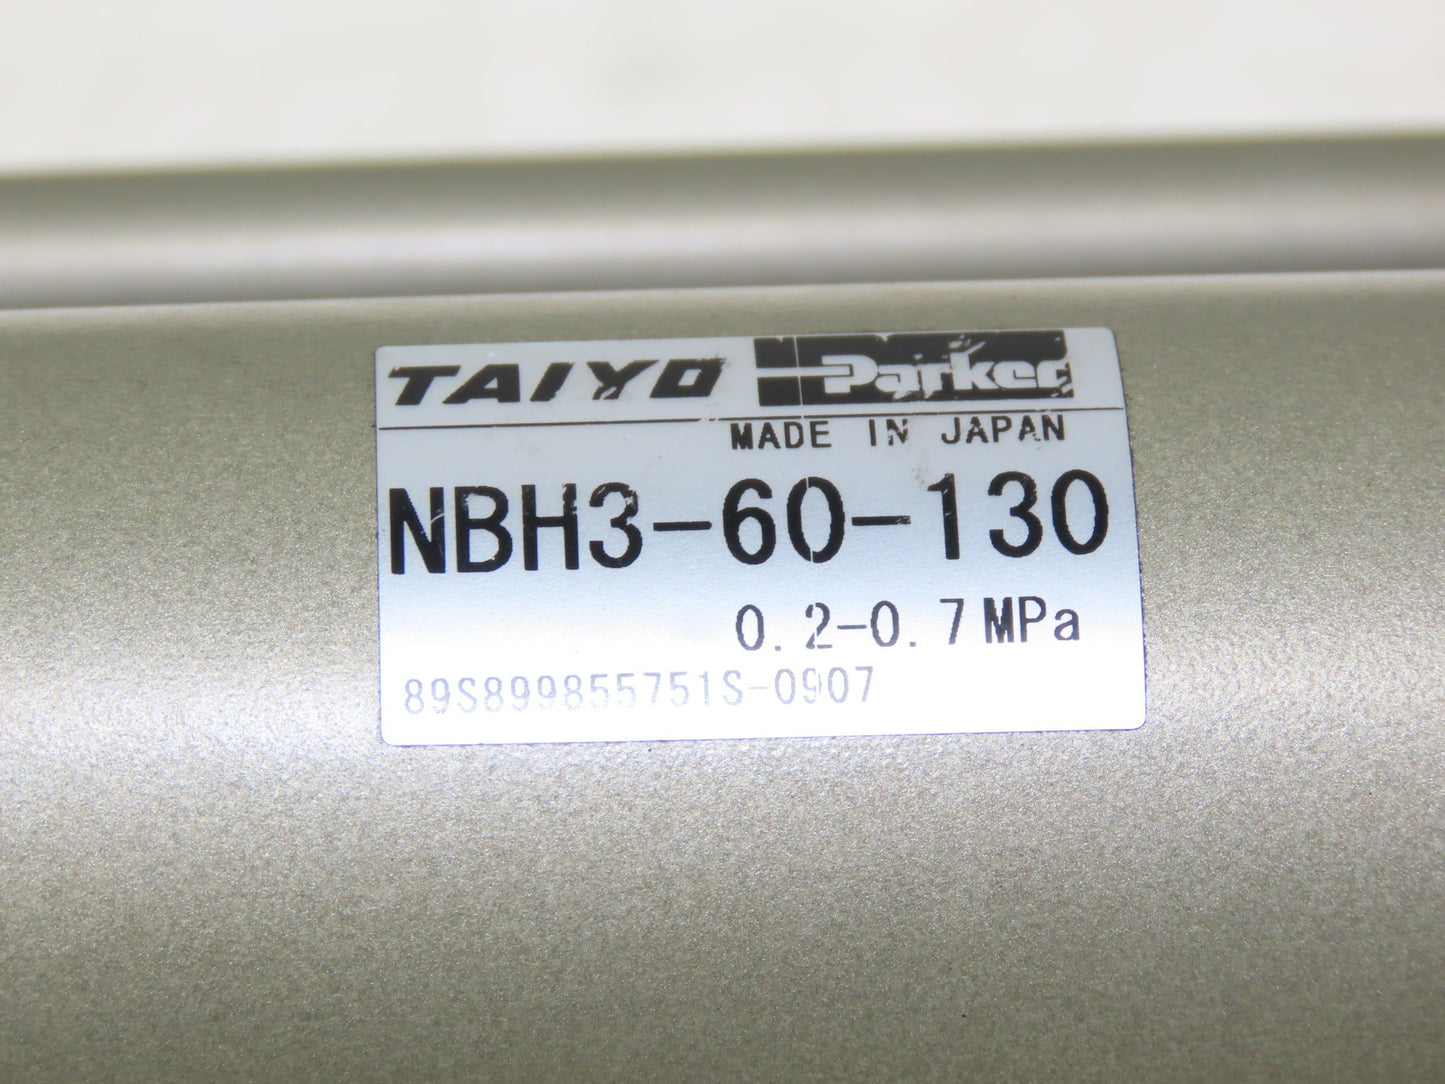 TAIYO Parker
MADE IN JAPAN
NBH3-60-130
0.2-0.7MPa
89S899855751S-0907